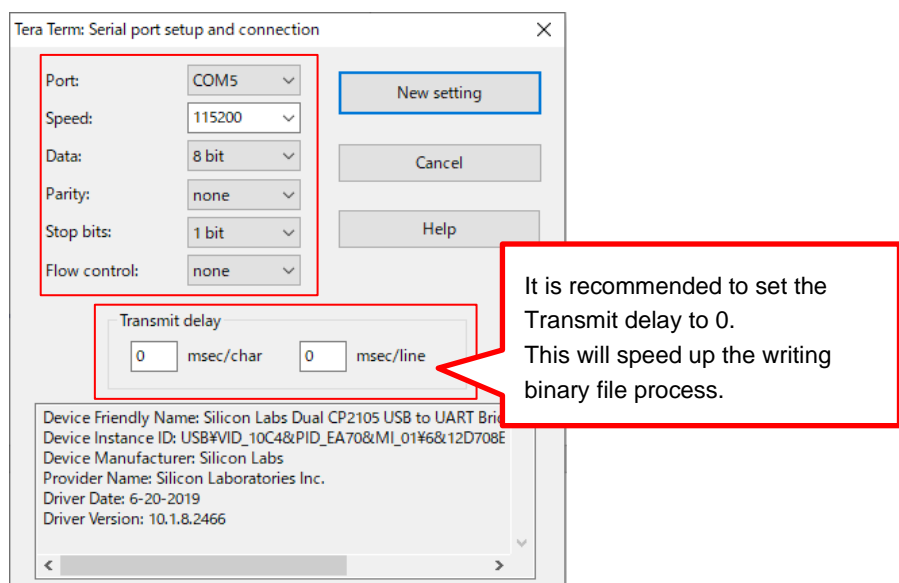 Tera Term: Serial port setup and connection
Port: COM5
New setting
Speed: 115200
Data: 8 bit
Cancel
Parity: none
Stop bits: 1 bit
Help
Flow control: none
Transmit delay
0 msec/char 0 msec/line
It is recommended to set the
Transmit delay to 0.
This will speed up the writing
binary file process.
Device Friendly Name: Silicon Labs Dual CP2105 USB to UART Bri
Device Instance ID: USB¥VID_10C4&PID_EA70&MI_01¥6&12D708E
Device Manufacturer: Silicon Labs
Provider Name: Silicon Laboratories Inc.
Driver Date: 6-20-2019
Driver Version: 10.1.8.2466